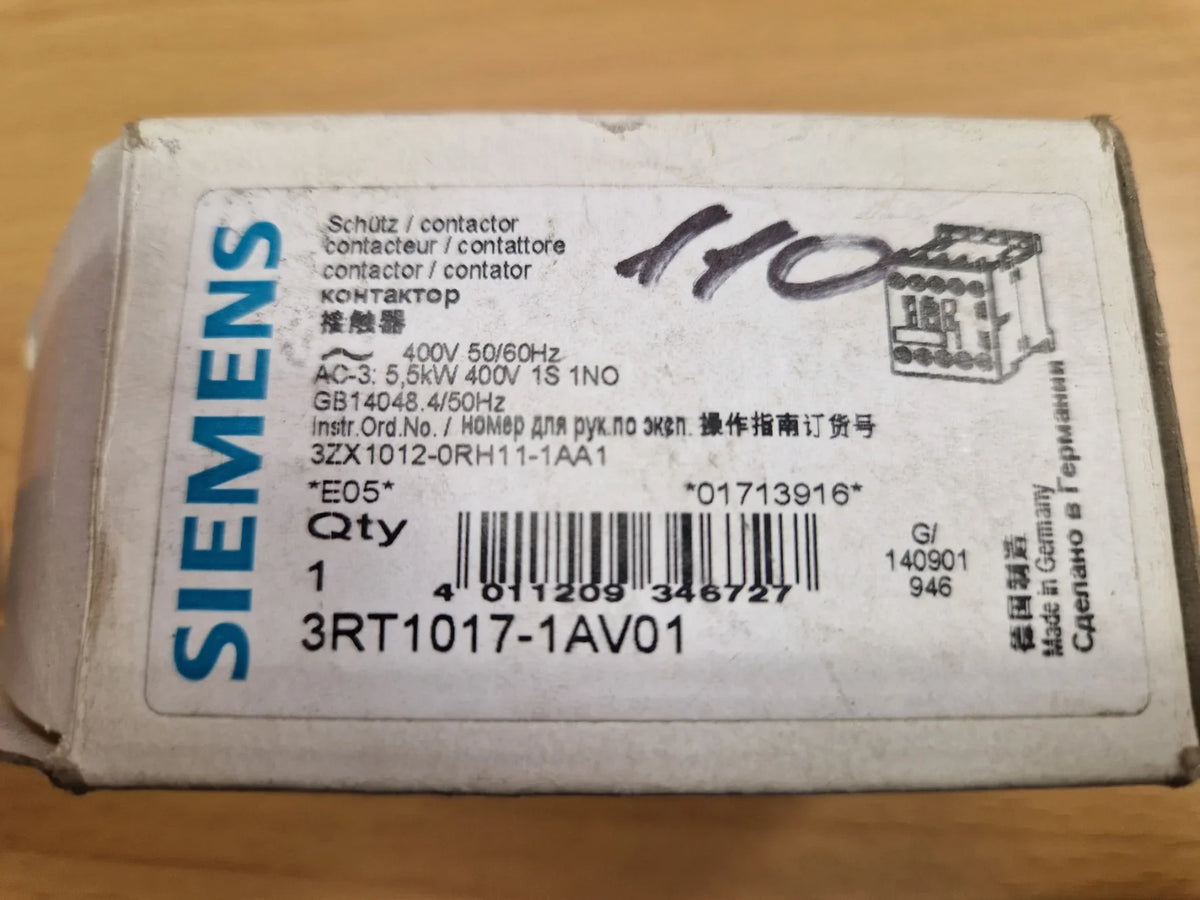 SIEMENS
Schütz / contactor
contacteur / contattore
contactor / contator
контактор
接触器
110
~ 400V 50/60Hz
AC-3: 5,5kW 400V 1S 1NO
GB14048.4/50Hz
Instr.Ord.No. / номер для рук.по эксп. 操作指南订货号
3ZX1012-0RH11-1AA1
*E05* *01713916*
Qty
1
4 011209 346727
3RT1017-1AV01
G/
140901
946
德国制造
Made in Germany
Сделано в Германии